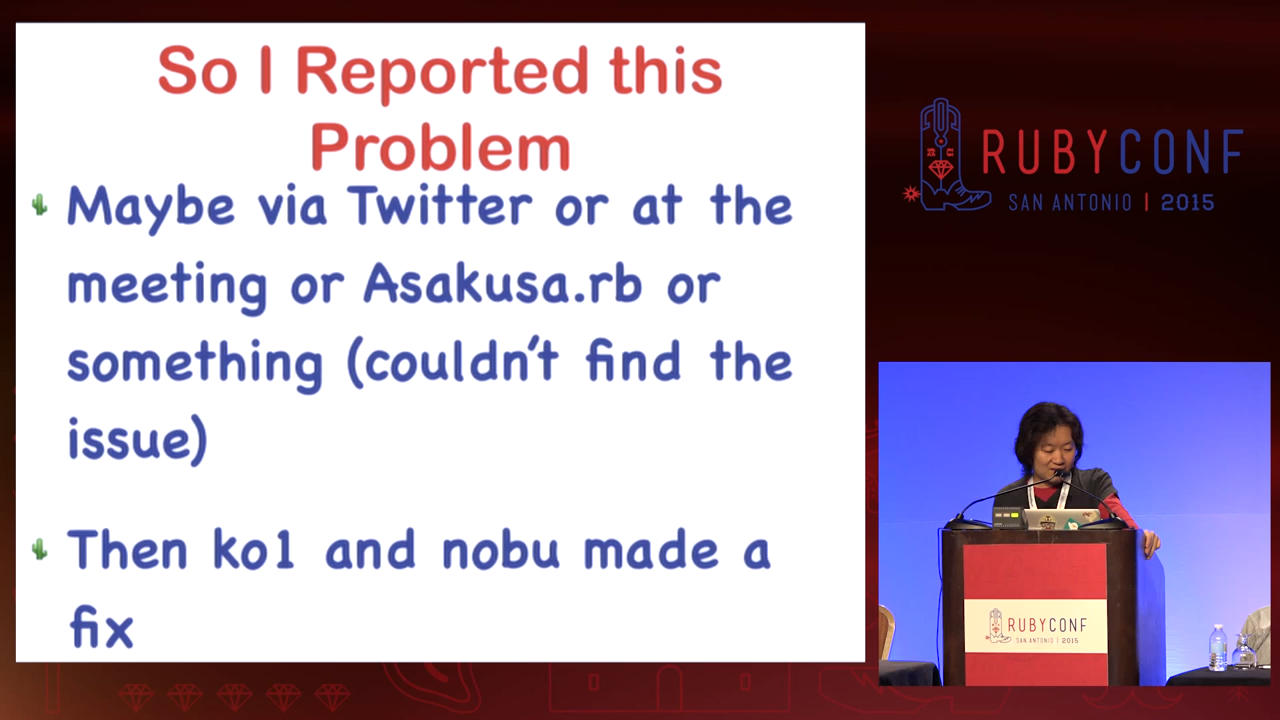 So I Reported this
Problem
Maybe via Twitter or at the
meeting or Asakusa.rb or
something (couldn't find the
issue)
Then ko1 and nobu made a
fix
RUBYCONF
SAN ANTONIO | 2015
RUBYCONF
SAN ANTONIO | 2015